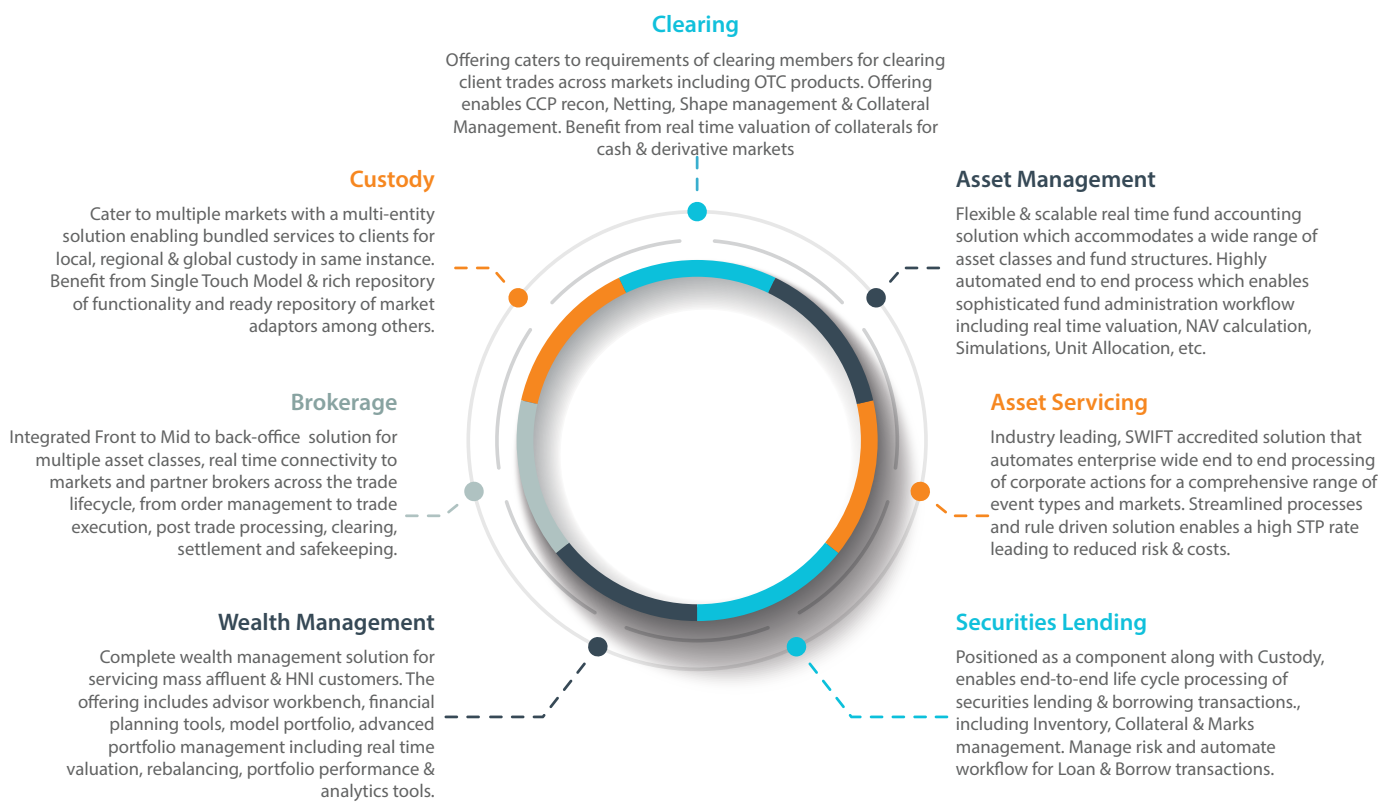 Clearing
Offering caters to requirements of clearing members for clearing
client trades across markets including OTC products. Offering
enables CCP recon, Netting, Shape management & Collateral
Management. Benefit from real time valuation of collaterals for
cash & derivative markets
Custody
Cater to multiple markets with a multi-entity
solution enabling bundled services to clients for
local, regional & global custody in same instance.
Benefit from Single Touch Model & rich repository
of functionality and ready repository of market
adaptors among others.
Asset Management
Flexible & scalable real time fund accounting
solution which accommodates a wide range of
asset classes and fund structures. Highly
automated end to end process which enables
sophisticated fund administration workflow
including real time valuation, NAV calculation,
Simulations, Unit Allocation, etc.
Brokerage
Integrated Front to Mid to back-office solution for
multiple asset classes, real time connectivity to
markets and partner brokers across the trade
lifecycle, from order management to trade
execution, post trade processing, clearing,
settlement and safekeeping.
Asset Servicing
Industry leading, SWIFT accredited solution that
automates enterprise wide end to end processing
of corporate actions for a comprehensive range of
event types and markets. Streamlined processes
and rule driven solution enables a high STP rate
leading to reduced risk & costs.
Wealth Management
Complete wealth management solution for
servicing mass affluent & HNI customers. The
offering includes advisor workbench, financial
planning tools, model portfolio, advanced
portfolio management including real time
valuation, rebalancing, portfolio performance &
analytics tools.
Securities Lending
Positioned as a component along with Custody,
enables end-to-end life cycle processing of
securities lending & borrowing transactions.,
including Inventory, Collateral & Marks
management. Manage risk and automate
workflow for Loan & Borrow transactions.